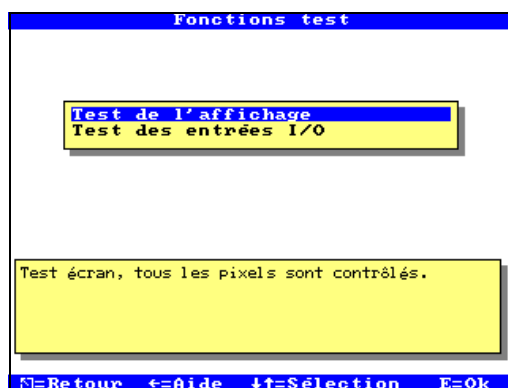 Fonctions test
Test de l'affichage
Test des entrées I/O
Test écran, tous les pixels sont contrôlés.
=Retour ←=Aide ↓↑=Sélection E=Ok